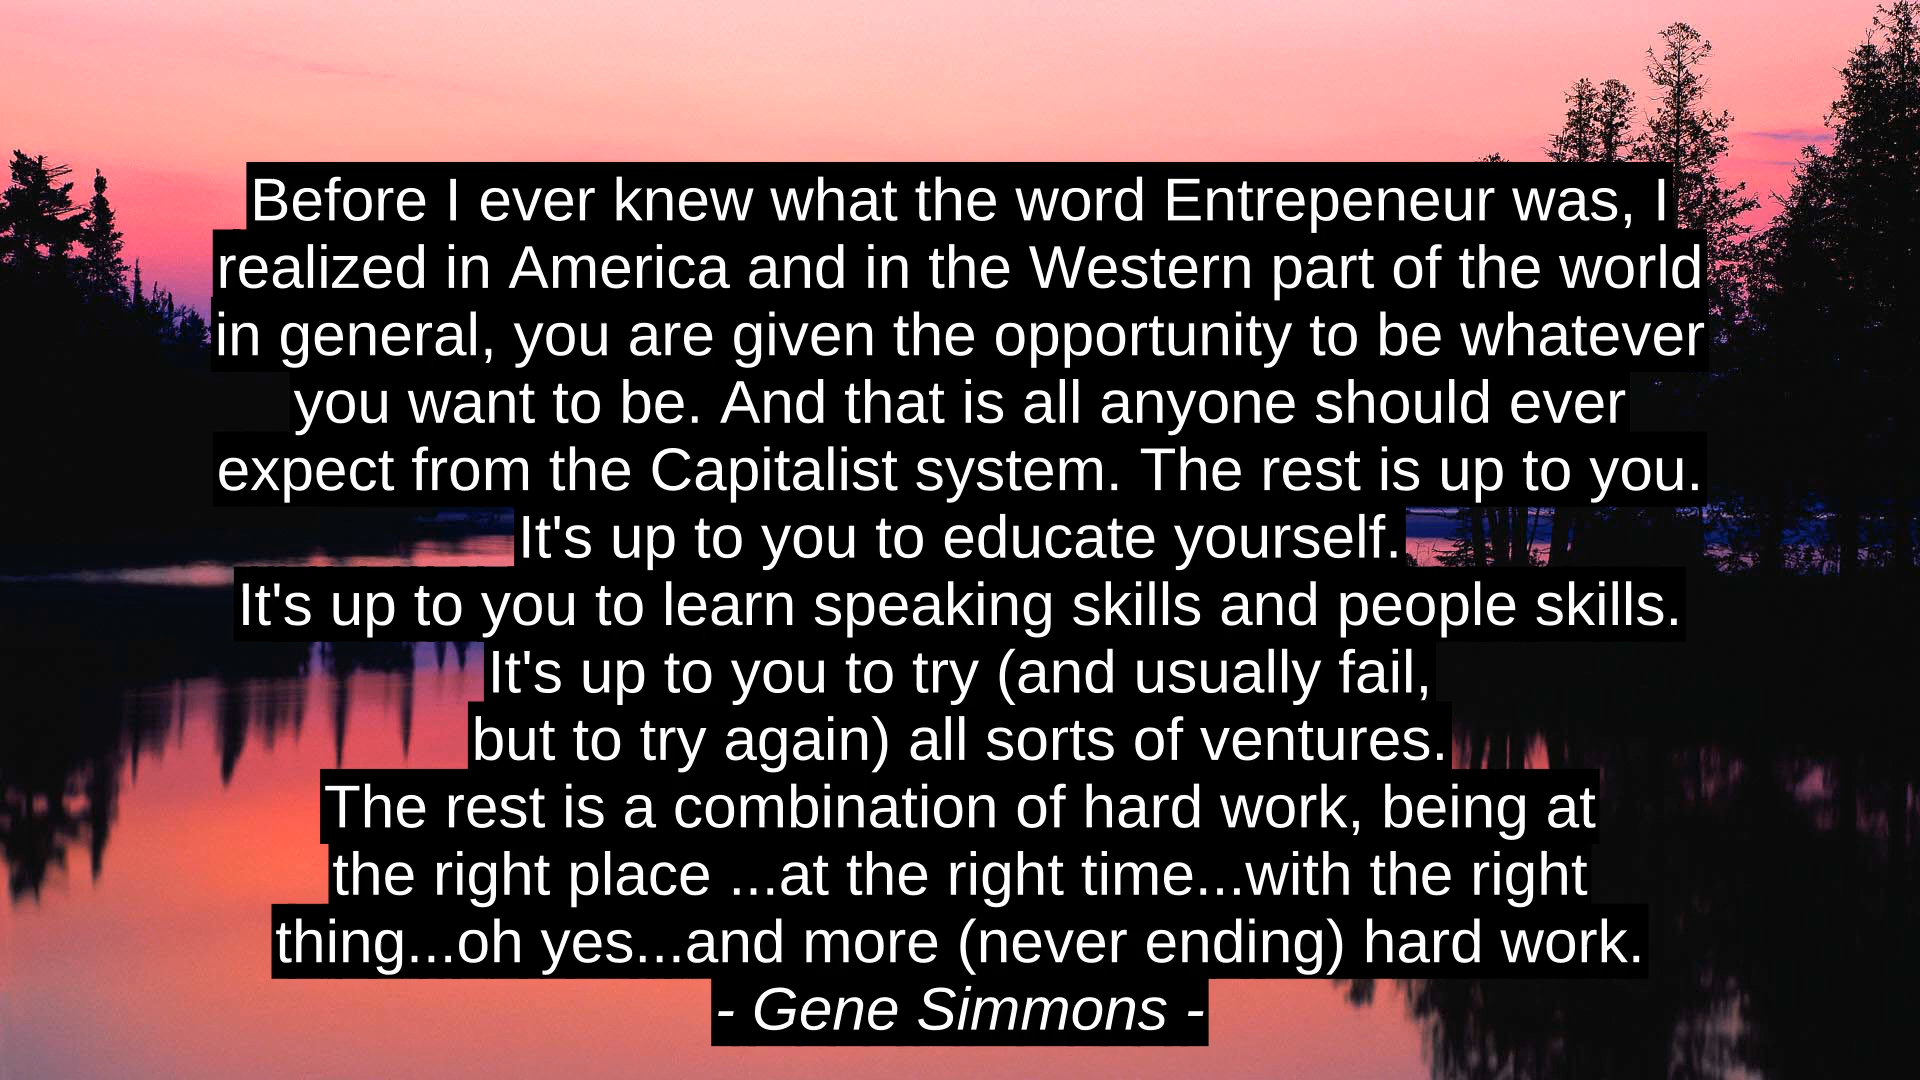 Before I ever knew what the word Entrepeneur was, I
realized in America and in the Western part of the world
in general, you are given the opportunity to be whatever
you want to be. And that is all anyone should ever
expect from the Capitalist system. The rest is up to you.
It's up to you to educate yourself.
It's up to you to learn speaking skills and people skills.
It's up to you to try (and usually fail,
but to try again) all sorts of ventures.
The rest is a combination of hard work, being at
the right place ...at the right time...with the right
thing...oh yes...and more (never ending) hard work.
- Gene Simmons -